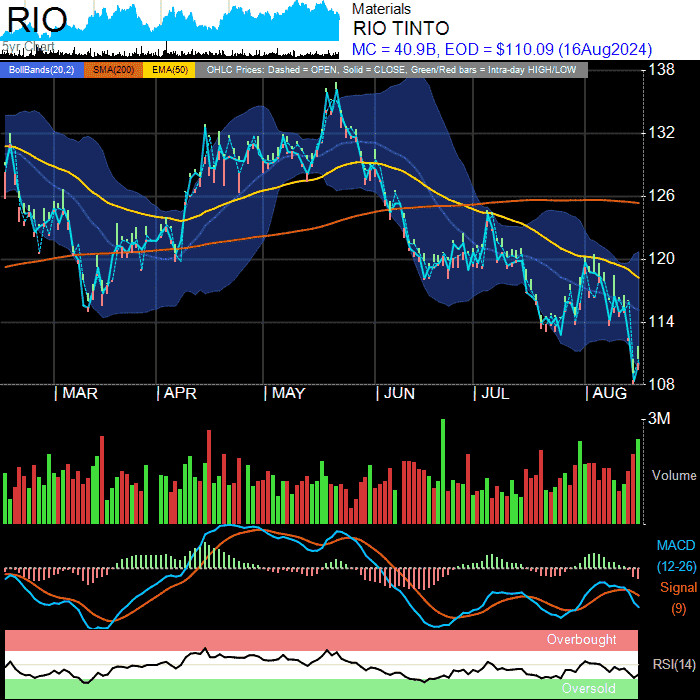 RIO
5yr Chart
Materials
RIO TINTO
MC = 40.9B, EOD = $110.09 (16Aug2024)
BollBands(20,2) SMA(200) EMA(50) OHLC Prices: Dashed = OPEN, Solid = CLOSE, Green/Red bars = Intra-day HIGH/LOW
138
132
126
120
114
108
| MAR | APR | MAY | JUN | JUL | AUG
3M
Volume
MACD
(12-26)
Signal
(9)
Overbought
RSI(14)
Oversold